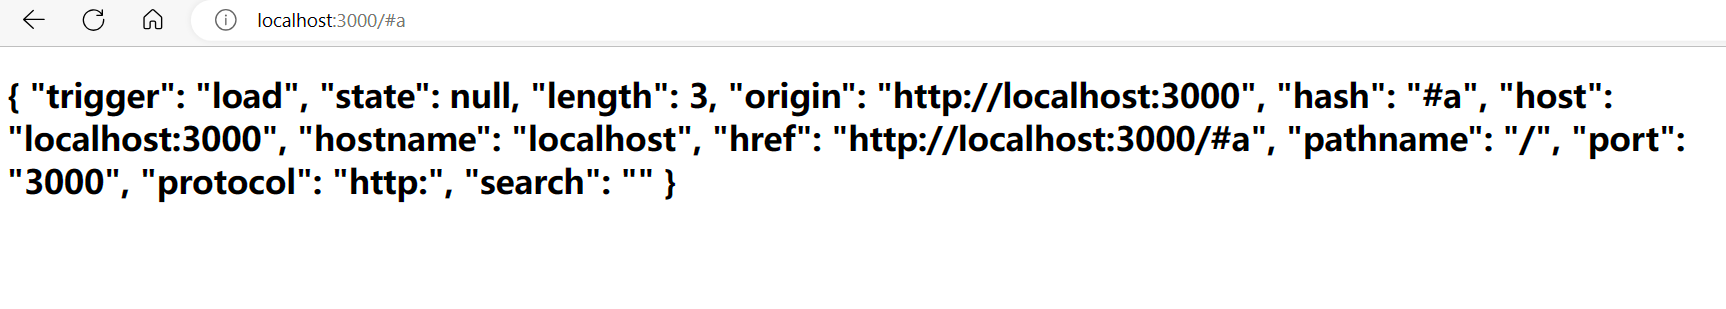 localhost:3000/#a
{ "trigger": "load", "state": null, "length": 3, "origin": "http://localhost:3000", "hash": "#a", "host":
"localhost:3000", "hostname": "localhost", "href": "http://localhost:3000/#a", "pathname": "/", "port":
"3000", "protocol": "http:", "search": "" }